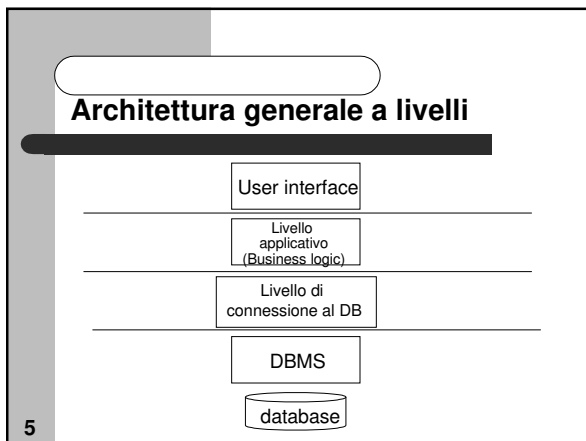 Architettura generale a livelli
User interface
Livello
applicativo
(Business logic)
Livello di
connessione al DB
DBMS
database
5